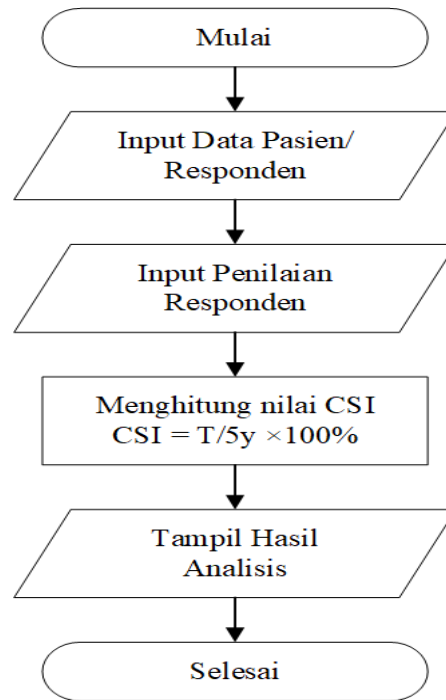 Mulai
Input Data Pasien/
Responden
Input Penilaian
Responden
Menghitung nilai CSI
CSI = T/5y ×100%
Tampil Hasil
Analisis
Selesai